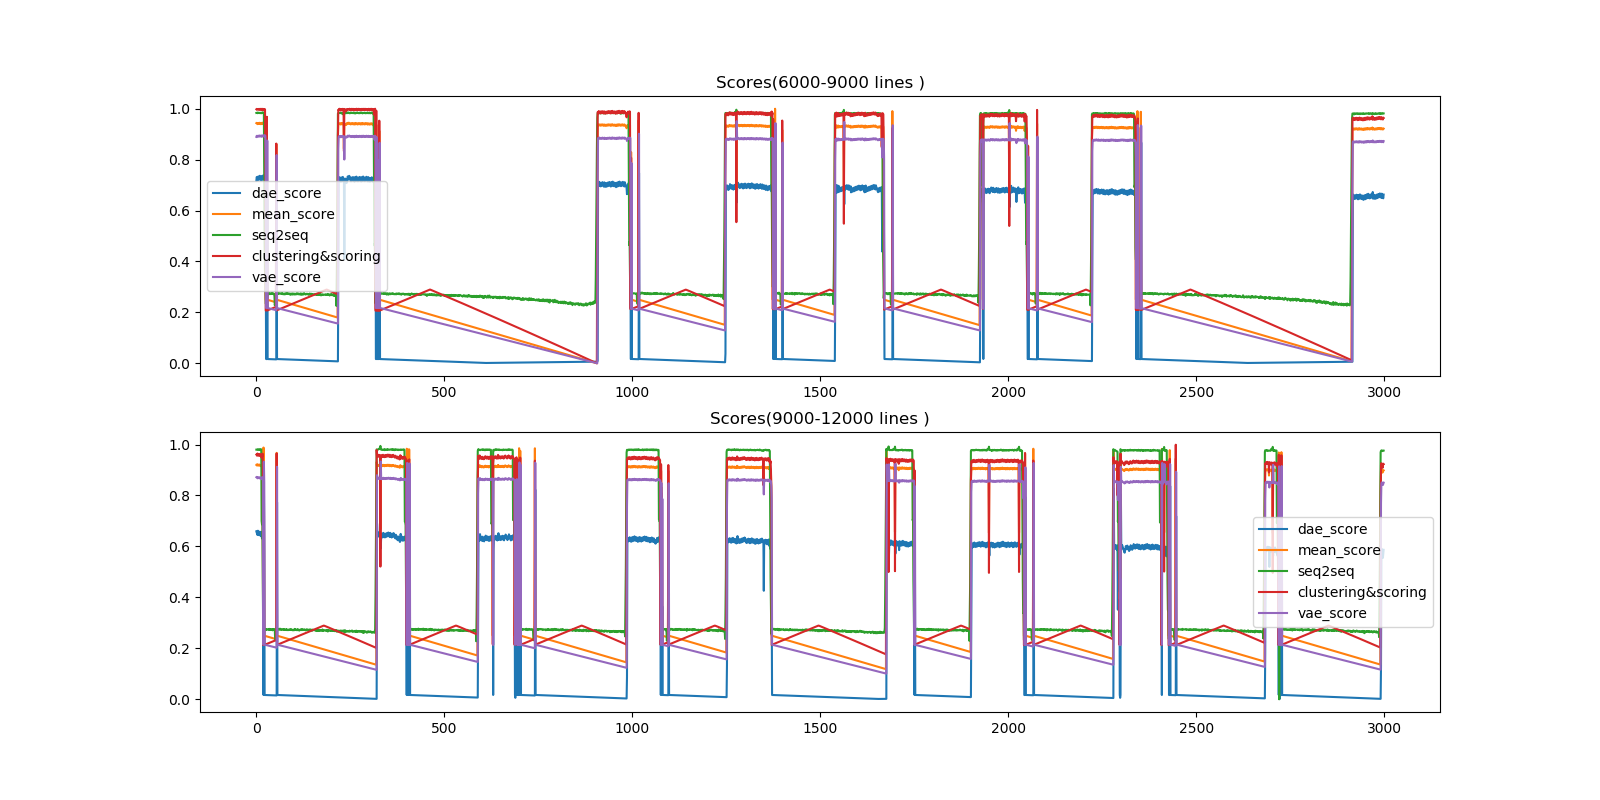 Scores(6000-9000 lines )
1.0
0.8
0.6
0.4
0.2
0.0
dae_score
mean_score
seq2seq
clustering&scoring
vae_score
0 500 1000 1500 2000 2500 3000
Scores(9000-12000 lines )
1.0
0.8
0.6
0.4
0.2
0.0
dae_score
mean_score
seq2seq
clustering&scoring
vae_score
0 500 1000 1500 2000 2500 3000